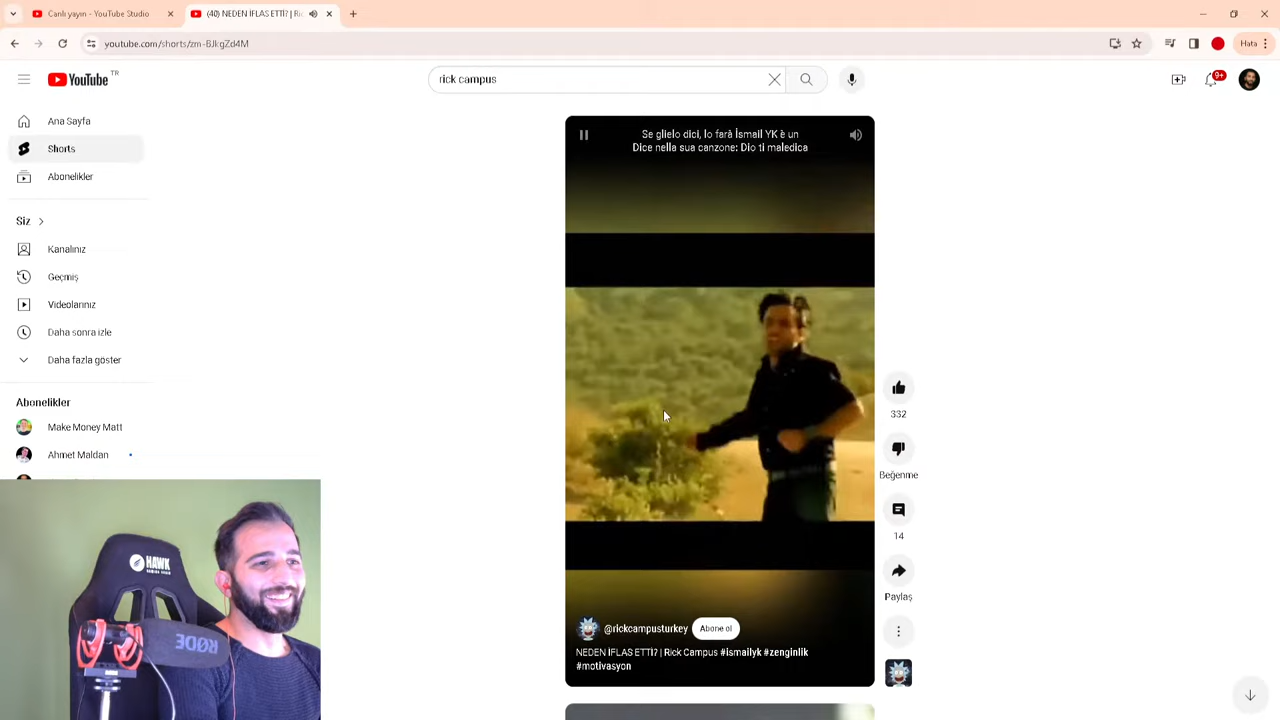 Canlı yayın - YouTube Studio
(40) NEDEN İFLAS ETTİ? | Ric
youtube.com/shorts/zm-BJkgZd4M
Hata
YouTube TR
rick campus
9+
Ana Sayfa
Shorts
Abonelikler
Siz
Kanalınız
Geçmiş
Videolarınız
Daha sonra izle
Daha fazla göster
Abonelikler
Make Money Matt
Ahmet Maldan
Se glielo dici, lo farà İsmail YK è un
Dice nella sua canzone: Dio ti maledica
332
Beğenme
14
Paylaş
@rickcampusturkey
Abone ol
NEDEN İFLAS ETTİ? | Rick Campus #ismailyk #zenginlik
#motivasyon
HAWK
RØDE